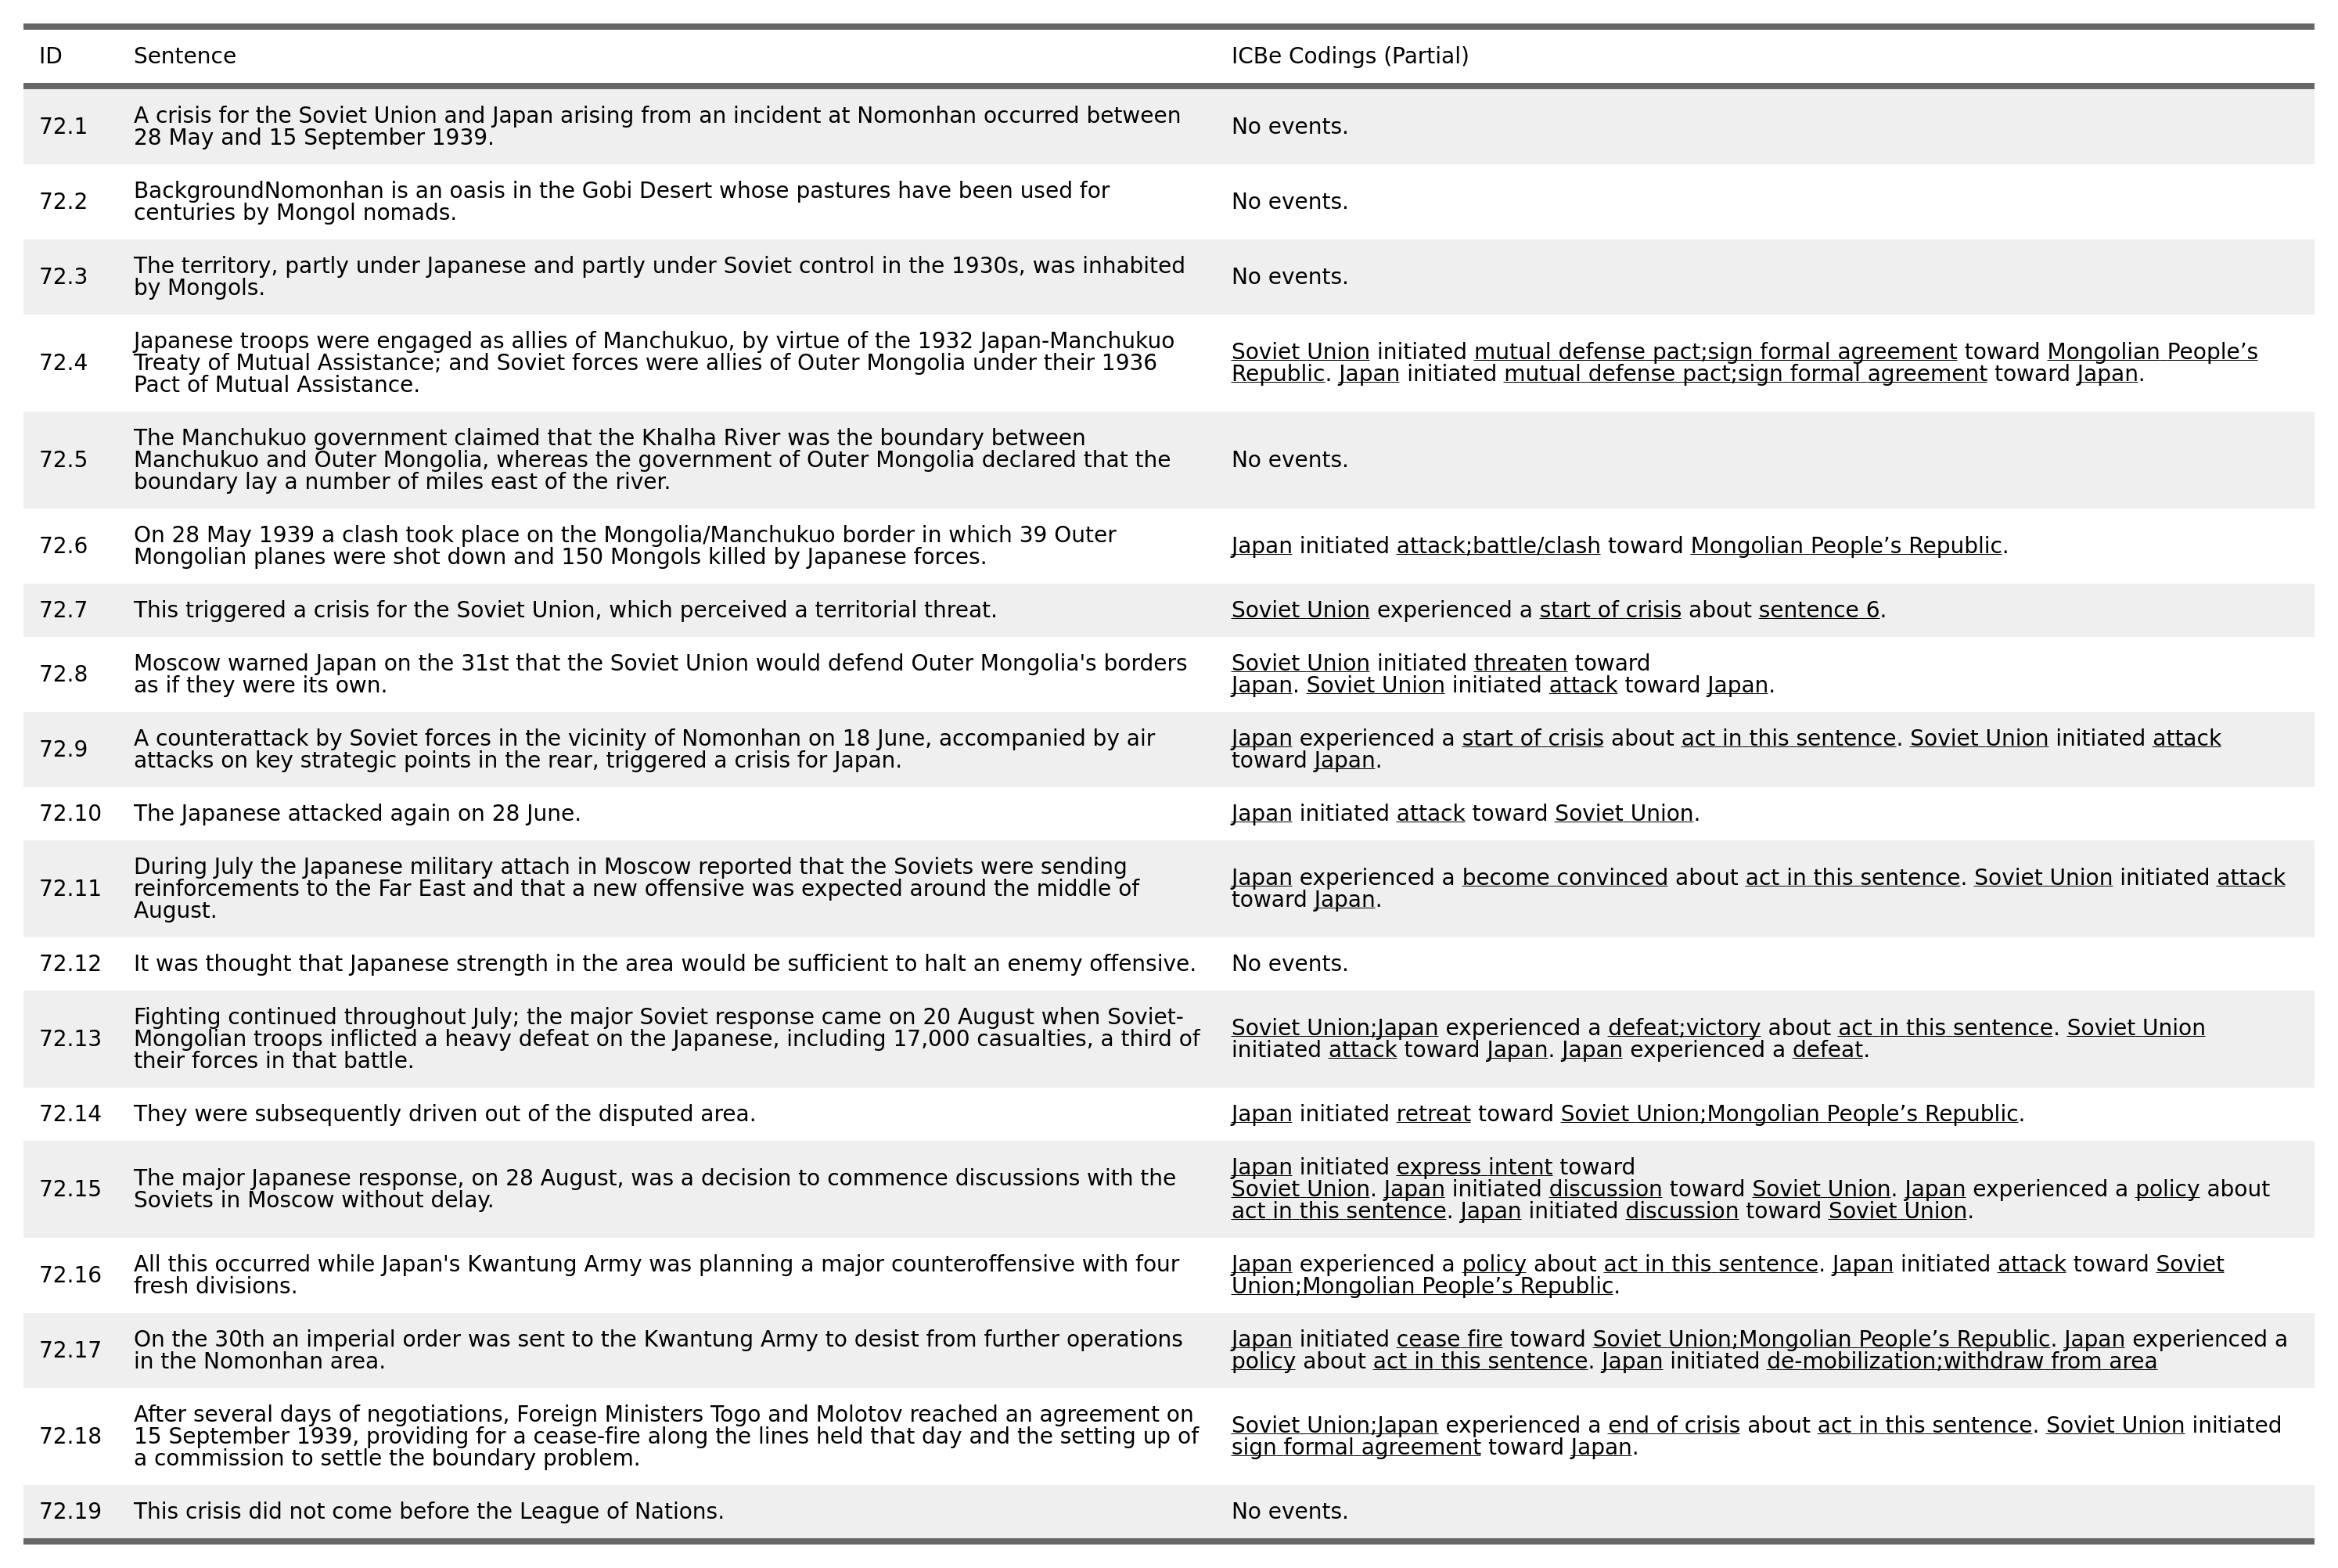 ID Sentence ICBe Codings (Partial)
72.1 A crisis for the Soviet Union and Japan arising from an incident at Nomonhan occurred between
28 May and 15 September 1939.
No events.
72.2 BackgroundNomonhan is an oasis in the Gobi Desert whose pastures have been used for
centuries by Mongol nomads.
No events.
72.3 The territory, partly under Japanese and partly under Soviet control in the 1930s, was inhabited
by Mongols.
No events.
72.4 Japanese troops were engaged as allies of Manchukuo, by virtue of the 1932 Japan-Manchukuo
Treaty of Mutual Assistance; and Soviet forces were allies of Outer Mongolia under their 1936
Pact of Mutual Assistance.
Soviet Union initiated mutual defense pact;sign formal agreement toward Mongolian People’s
Republic. Japan initiated mutual defense pact;sign formal agreement toward Japan.
72.5 The Manchukuo government claimed that the Khalha River was the boundary between
Manchukuo and Outer Mongolia, whereas the government of Outer Mongolia declared that the
boundary lay a number of miles east of the river.
No events.
72.6 On 28 May 1939 a clash took place on the Mongolia/Manchukuo border in which 39 Outer
Mongolian planes were shot down and 150 Mongols killed by Japanese forces.
Japan initiated attack;battle/clash toward Mongolian People’s Republic.
72.7 This triggered a crisis for the Soviet Union, which perceived a territorial threat.
Soviet Union experienced a start of crisis about sentence 6.
72.8 Moscow warned Japan on the 31st that the Soviet Union would defend Outer Mongolia's borders
as if they were its own.
Soviet Union initiated threaten toward
Japan. Soviet Union initiated attack toward Japan.
72.9 A counterattack by Soviet forces in the vicinity of Nomonhan on 18 June, accompanied by air
attacks on key strategic points in the rear, triggered a crisis for Japan.
Japan experienced a start of crisis about act in this sentence. Soviet Union initiated attack
toward Japan.
72.10 The Japanese attacked again on 28 June.
Japan initiated attack toward Soviet Union.
72.11 During July the Japanese military attach in Moscow reported that the Soviets were sending
reinforcements to the Far East and that a new offensive was expected around the middle of
August.
Japan experienced a become convinced about act in this sentence. Soviet Union initiated attack
toward Japan.
72.12 It was thought that Japanese strength in the area would be sufficient to halt an enemy offensive.
No events.
72.13 Fighting continued throughout July; the major Soviet response came on 20 August when Soviet-
Mongolian troops inflicted a heavy defeat on the Japanese, including 17,000 casualties, a third of
their forces in that battle.
Soviet Union;Japan experienced a defeat;victory about act in this sentence. Soviet Union
initiated attack toward Japan. Japan experienced a defeat.
72.14 They were subsequently driven out of the disputed area.
Japan initiated retreat toward Soviet Union;Mongolian People’s Republic.
72.15 The major Japanese response, on 28 August, was a decision to commence discussions with the
Soviets in Moscow without delay.
Japan initiated express intent toward
Soviet Union. Japan initiated discussion toward Soviet Union. Japan experienced a policy about
act in this sentence. Japan initiated discussion toward Soviet Union.
72.16 All this occurred while Japan's Kwantung Army was planning a major counteroffensive with four
fresh divisions.
Japan experienced a policy about act in this sentence. Japan initiated attack toward Soviet
Union;Mongolian People’s Republic.
72.17 On the 30th an imperial order was sent to the Kwantung Army to desist from further operations
in the Nomonhan area.
Japan initiated cease fire toward Soviet Union;Mongolian People’s Republic. Japan experienced a
policy about act in this sentence. Japan initiated de-mobilization;withdraw from area
72.18 After several days of negotiations, Foreign Ministers Togo and Molotov reached an agreement on
15 September 1939, providing for a cease-fire along the lines held that day and the setting up of
a commission to settle the boundary problem.
Soviet Union;Japan experienced a end of crisis about act in this sentence. Soviet Union initiated
sign formal agreement toward Japan.
72.19 This crisis did not come before the League of Nations.
No events.